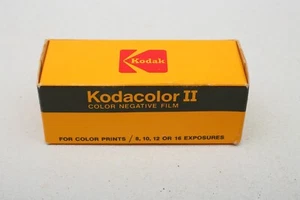 Kodak
Kodacolor II
COLOR NEGATIVE FILM
FOR COLOR PRINTS / 8, 10, 12 OR 16 EXPOSURES